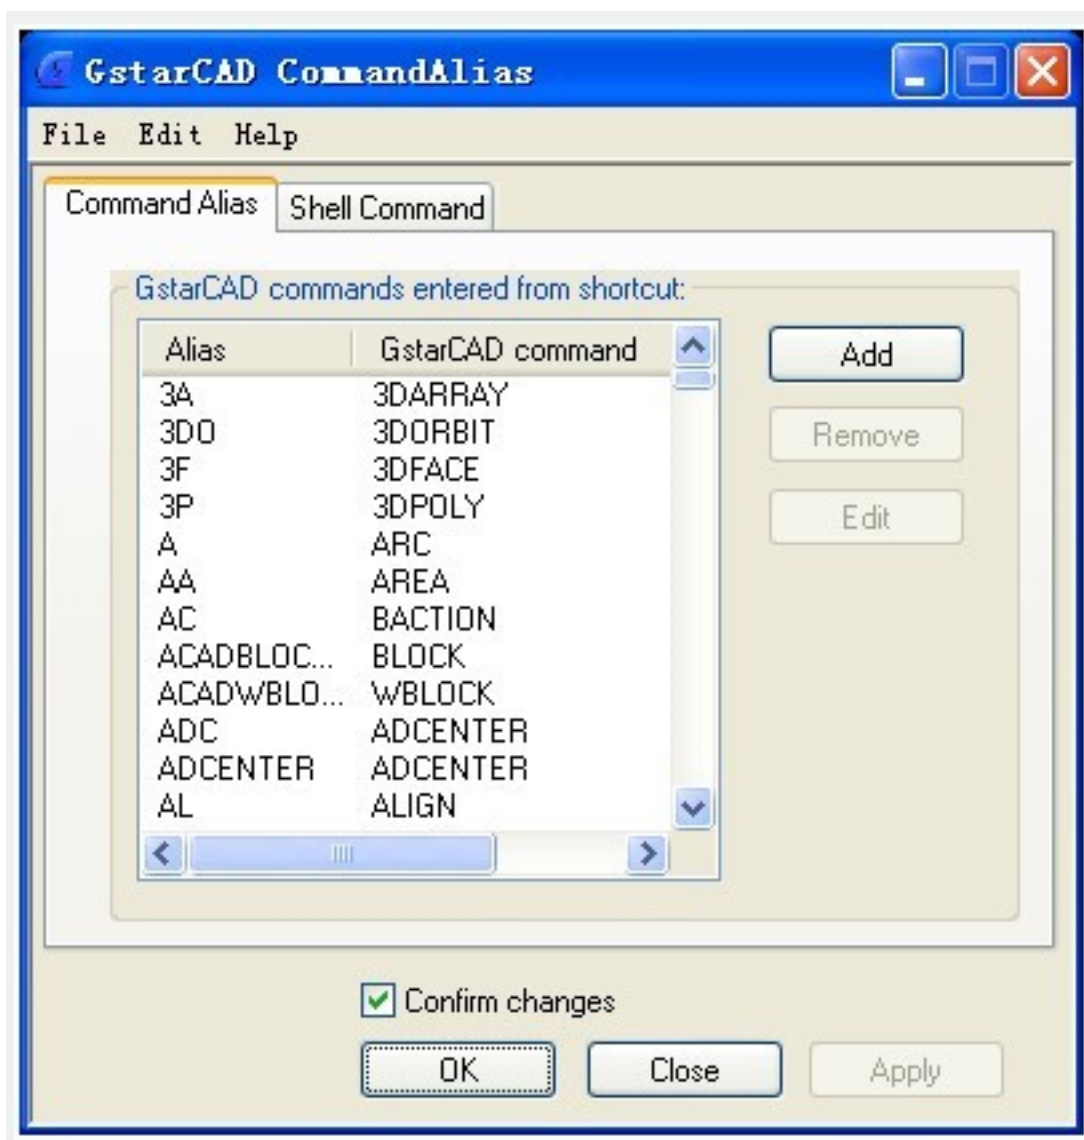 GstarCAD CommandAlias
File Edit Help
Command Alias Shell Command
GstarCAD commands entered from shortcut:
Alias GstarCAD command
3A 3DARRAY
3DO 3DORBIT
3F 3DFACE
3P 3DPOLY
A ARC
AA AREA
AC BACTION
ACADBLOC... BLOCK
ACADWBLO... WBLOCK
ADC ADCENTER
ADCENTER ADCENTER
AL ALIGN
Add
Remove
Edit
Confirm changes
OK Close Apply